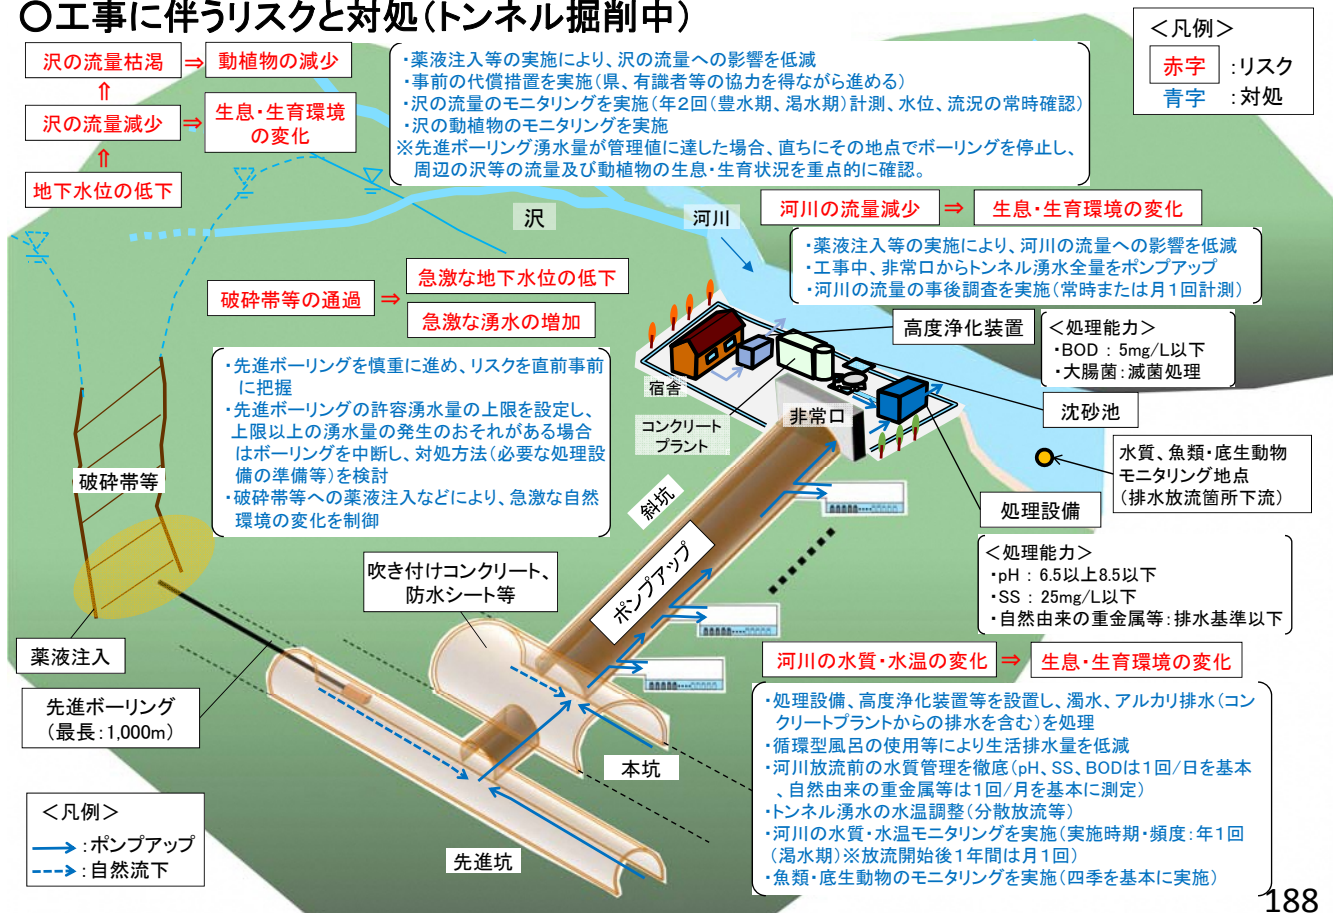 ○工事に伴うリスクと対処(トンネル掘削中)
＜凡例＞
赤字 :リスク
青字 :対処
沢の流量枯渇 ⇒ 動植物の減少
⇑
沢の流量減少 ⇒ 生息・生育環境
の変化
⇑
地下水位の低下
・薬液注入等の実施により、沢の流量への影響を低減
・事前の代償措置を実施(県、有識者等の協力を得ながら進める)
・沢の流量のモニタリングを実施(年2回(豊水期、渇水期)計測、水位、流況の常時確認)
・沢の動植物のモニタリングを実施
※先進ボーリング湧水量が管理値に達した場合、直ちにその地点でボーリングを停止し、
周辺の沢等の流量及び動植物の生息・生育状況を重点的に確認。
沢
河川
河川の流量減少 ⇒ 生息・生育環境の変化
・薬液注入等の実施により、河川の流量への影響を低減
・工事中、非常口からトンネル湧水全量をポンプアップ
・河川の流量の事後調査を実施(常時または月1回計測)
破砕帯等の通過 ⇒ 急激な地下水位の低下
急激な湧水の増加
・先進ボーリングを慎重に進め、リスクを直前事前
に把握
・先進ボーリングの許容湧水量の上限を設定し、
上限以上の湧水量の発生のおそれがある場合
はボーリングを中断し、対処方法(必要な処理設
備の準備等)を検討
・破砕帯等への薬液注入などにより、急激な自然
環境の変化を制御
高度浄化装置
＜処理能力＞
・BOD : 5mg/L以下
・大腸菌:滅菌処理
宿舎
コンクリート
プラント
非常口
沈砂池
水質、魚類・底生動物
モニタリング地点
(排水放流箇所下流)
処理設備
＜処理能力＞
・pH : 6.5以上8.5以下
・SS : 25mg/L以下
・自然由来の重金属等:排水基準以下
破砕帯等
斜坑
ポンプアップ
吹き付けコンクリート、
防水シート等
薬液注入
先進ボーリング
(最長:1,000m)
本坑
先進坑
＜凡例＞
:ポンプアップ
:自然流下
河川の水質・水温の変化 ⇒ 生息・生育環境の変化
・処理設備、高度浄化装置等を設置し、濁水、アルカリ排水(コン
クリートプラントからの排水を含む)を処理
・循環型風呂の使用等により生活排水量を低減
・河川放流前の水質管理を徹底(pH、SS、BODは1回/日を基本
、自然由来の重金属等は1回/月を基本に測定)
・トンネル湧水の水温調整(分散放流等)
・河川の水質・水温モニタリングを実施(実施時期・頻度:年1回
(渇水期)※放流開始後1年間は月1回)
・魚類・底生動物のモニタリングを実施(四季を基本に実施)
188